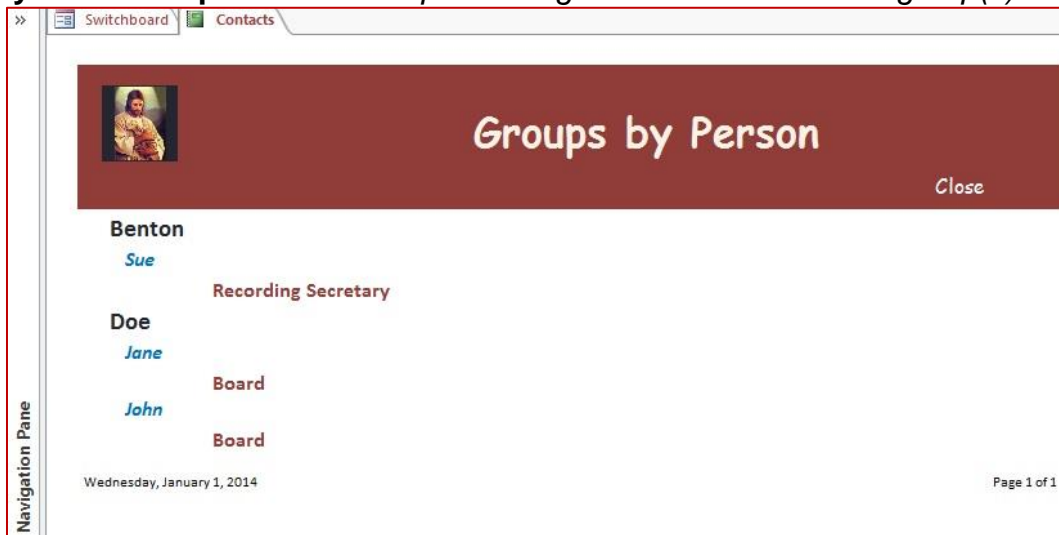 Switchboard Contacts
Groups by Person
Close
Benton
Sue
Recording Secretary
Doe
Jane
Board
John
Board
Wednesday, January 1, 2014 Page 1 of 1
Navigation Pane